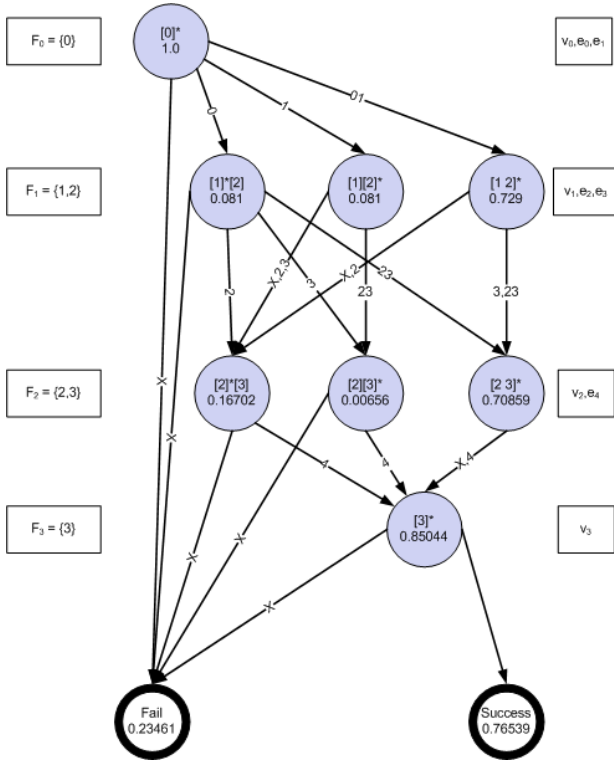 F0 = {0}
[0]*
1.0
v0,e0,e1
0
1
01
F1 = {1,2}
[1]*[2]
0.081
[1][2]*
0.081
[1 2]*
0.729
v1,e2,e3
X,2,3
X,2
23
2
3
23
3,23
X
X
F2 = {2,3}
[2]*[3]
0.16702
[2][3]*
0.00656
[2 3]*
0.70859
v2,e4
4
4
X,4
F3 = {3}
[3]*
0.85044
v3
X
X
X
Fail
0.23461
Success
0.76539